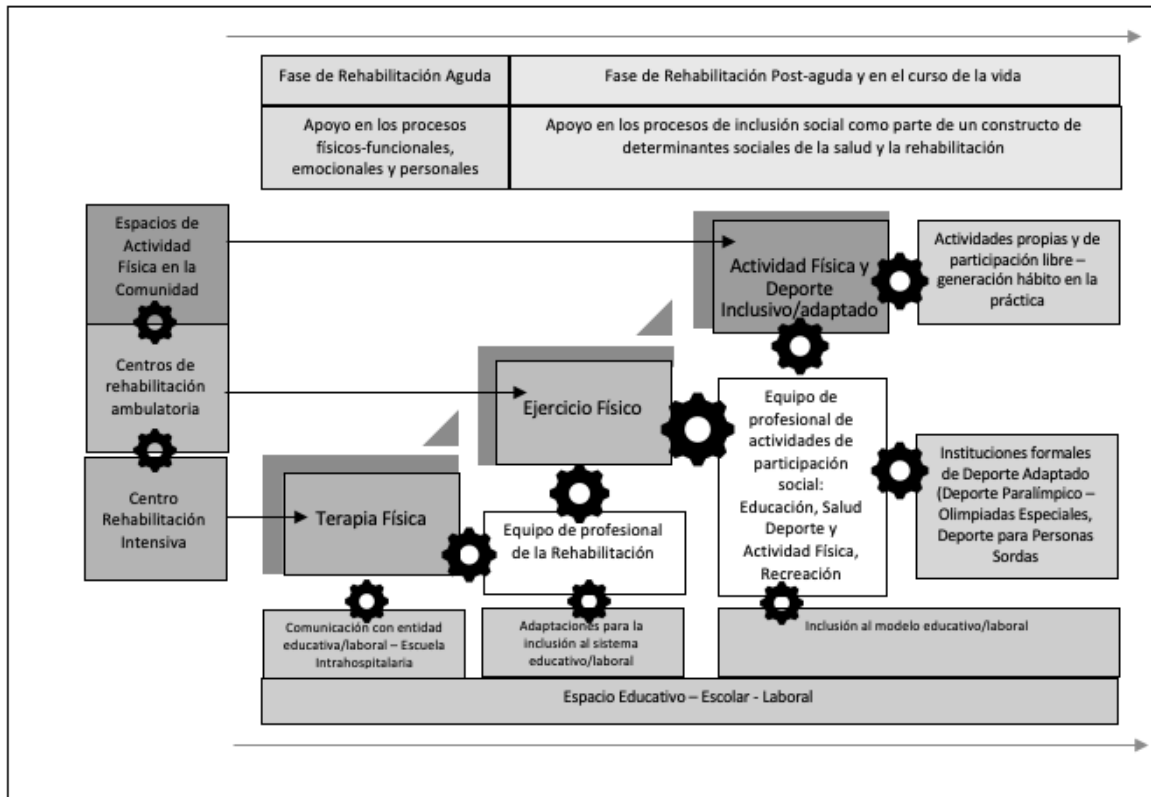 Fase de Rehabilitación Aguda
Fase de Rehabilitación Post-aguda y en el curso de la vida
Apoyo en los procesos
físicos-funcionales,
emocionales y personales
Apoyo en los procesos de inclusión social como parte de un constructo de
determinantes sociales de la salud y la rehabilitación
Espacios de
Actividad
Física en la
Comunidad
Actividad Física y
Deporte
Inclusivo/adaptado
Actividades propias y de
participación libre –
generación hábito en la
práctica
Centros de
rehabilitación
ambulatoria
Ejercicio Físico
Equipo de
profesional de
actividades de
participación
social:
Educación, Salud
Deporte y
Actividad Física,
Recreación
Instituciones formales
de Deporte Adaptado
(Deporte Paralímpico –
Olimpiadas Especiales,
Deporte para Personas
Sordas
Centro
Rehabilitación
Intensiva
Terapia Física
Equipo de profesional
de la Rehabilitación
Comunicación con entidad
educativa/laboral – Escuela
Intrahospitalaria
Adaptaciones para la
inclusión al sistema
educativo/laboral
Inclusión al modelo educativo/laboral
Espacio Educativo – Escolar - Laboral